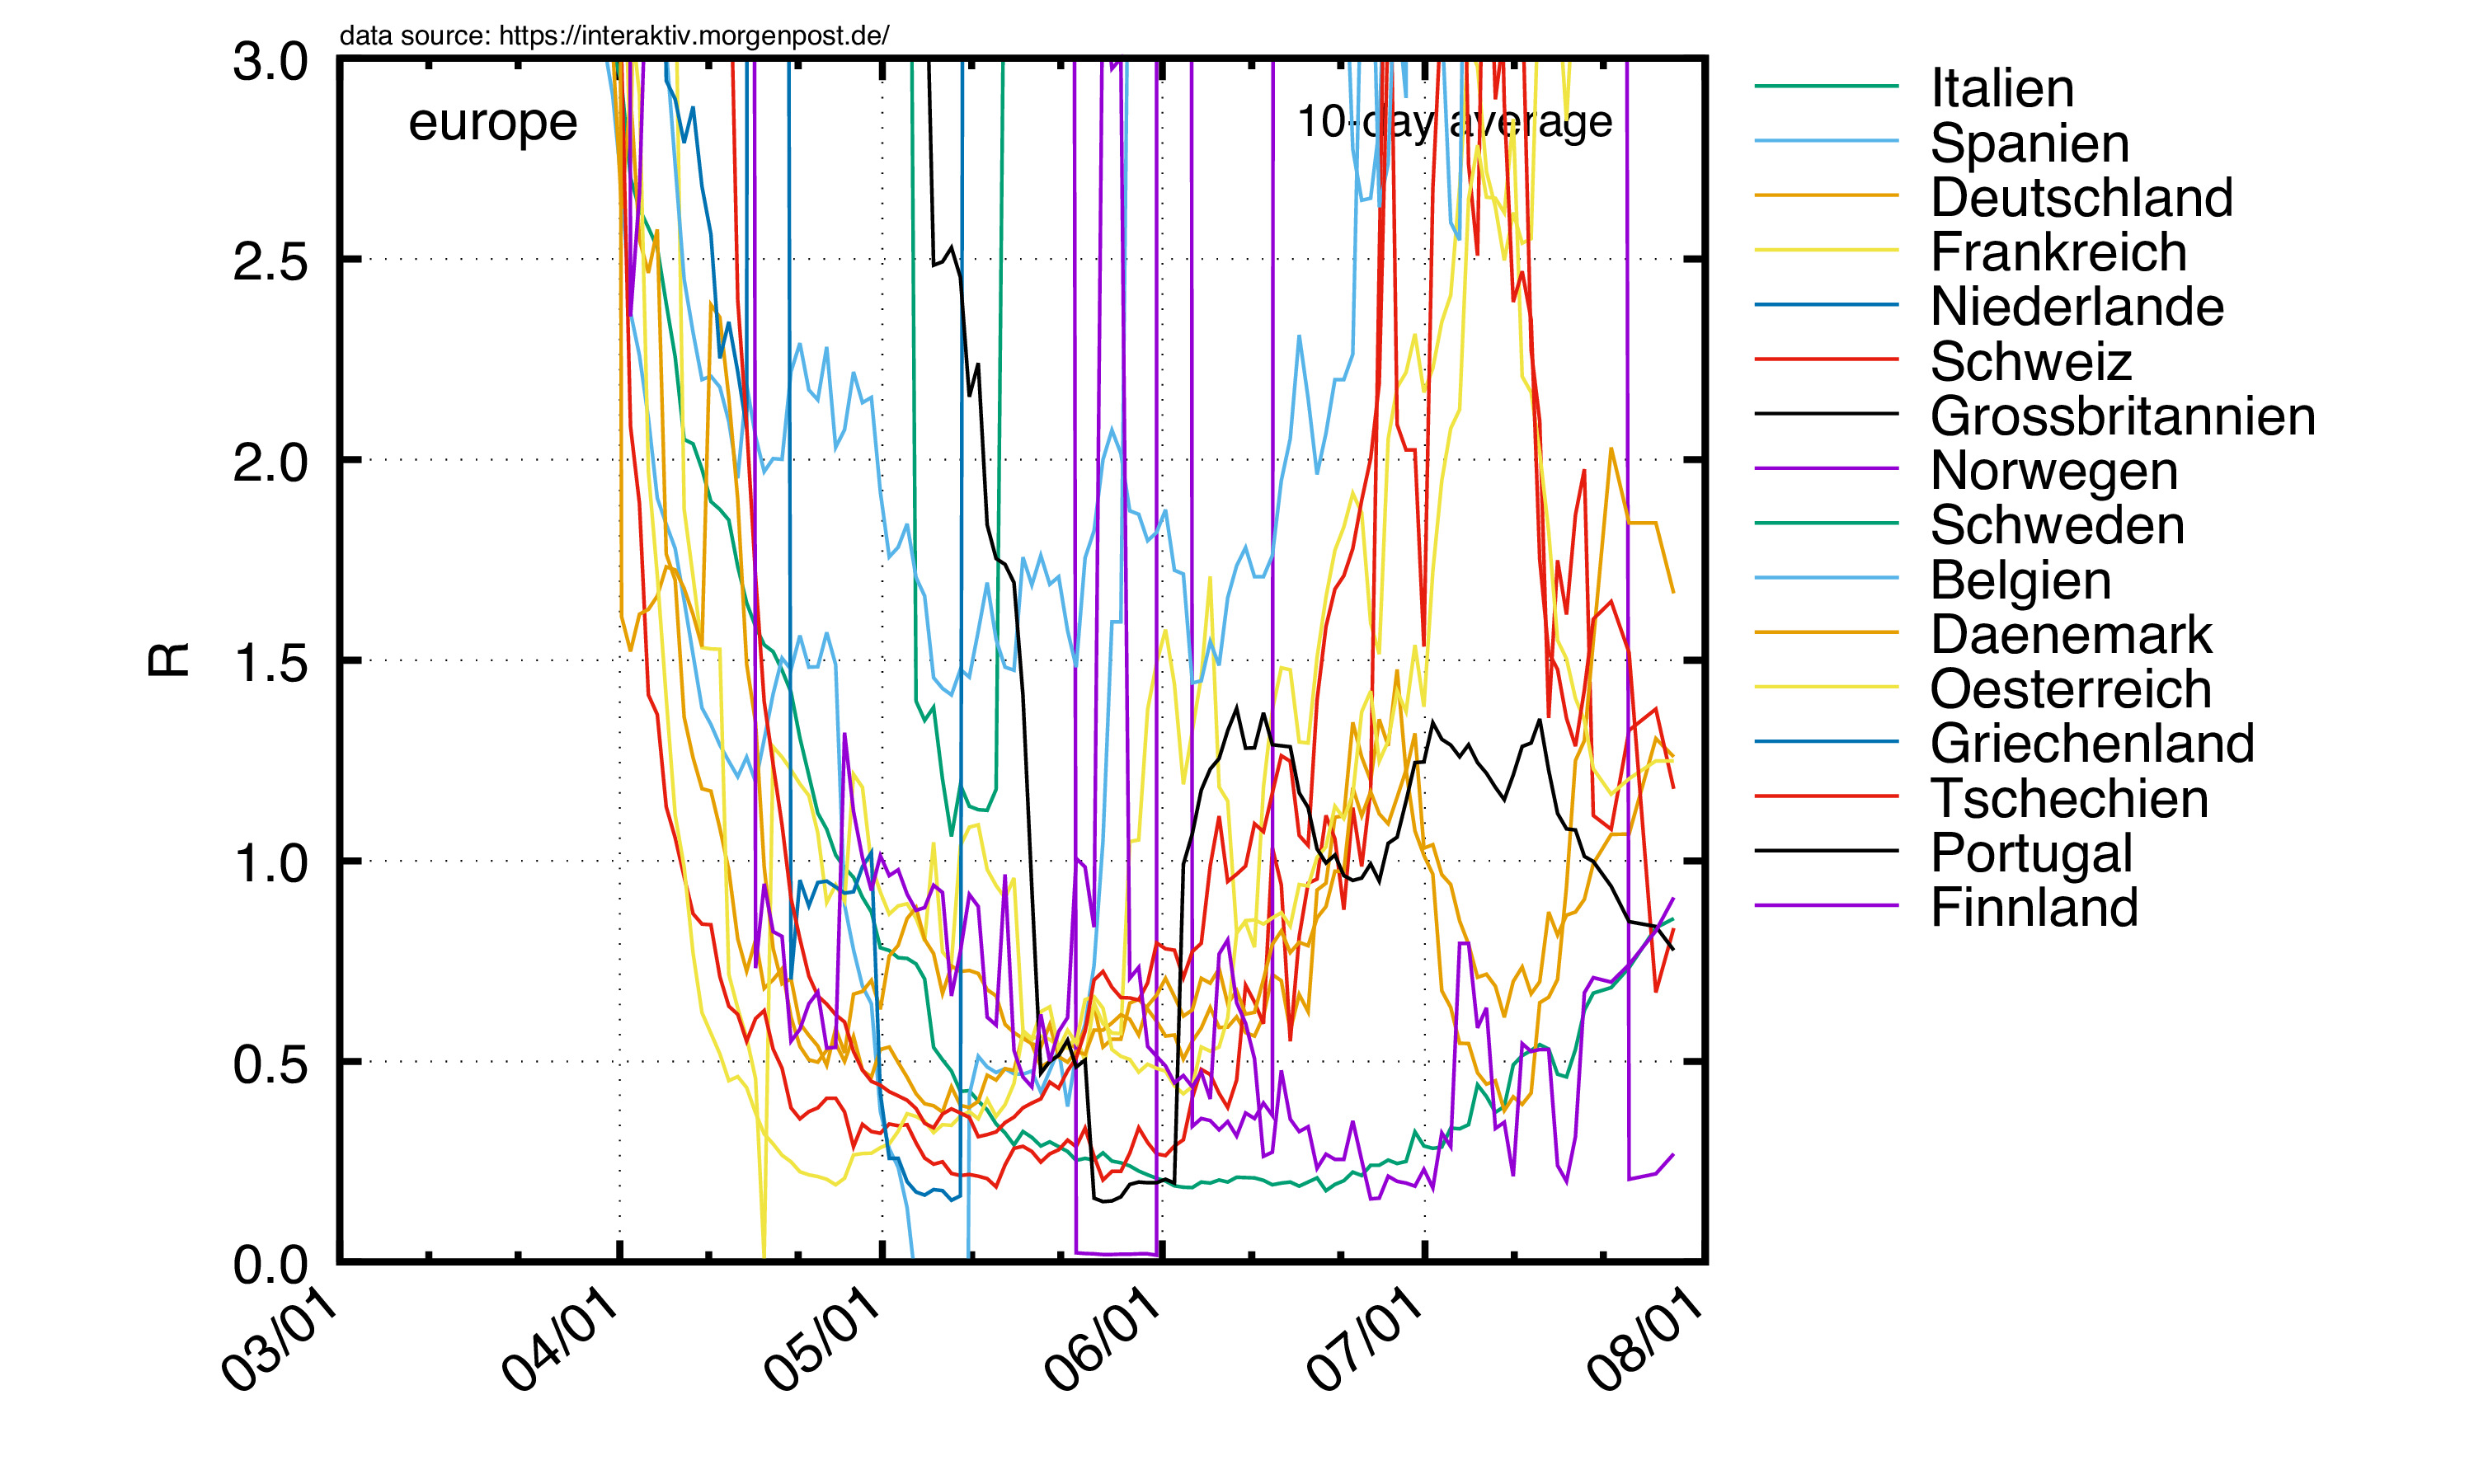 data source: https://interaktiv.morgenpost.de/
europe
10-day average
R
3.0
2.5
2.0
1.5
1.0
0.5
0.0
03/01
04/01
05/01
06/01
07/01
08/01
Italien
Spanien
Deutschland
Frankreich
Niederlande
Schweiz
Grossbritannien
Norwegen
Schweden
Belgien
Daenemark
Oesterreich
Griechenland
Tschechien
Portugal
Finnland